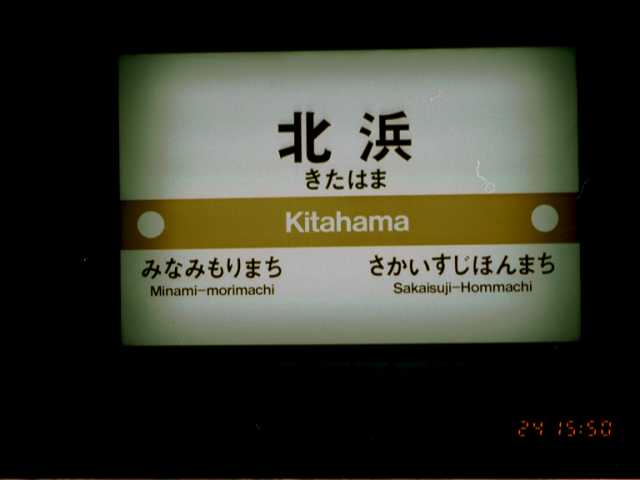 北浜
きたはま
Kitahama
みなみもりまち さかいすじほんまち
Minami-morimachi Sakaisuji-Hommachi
24 15:50